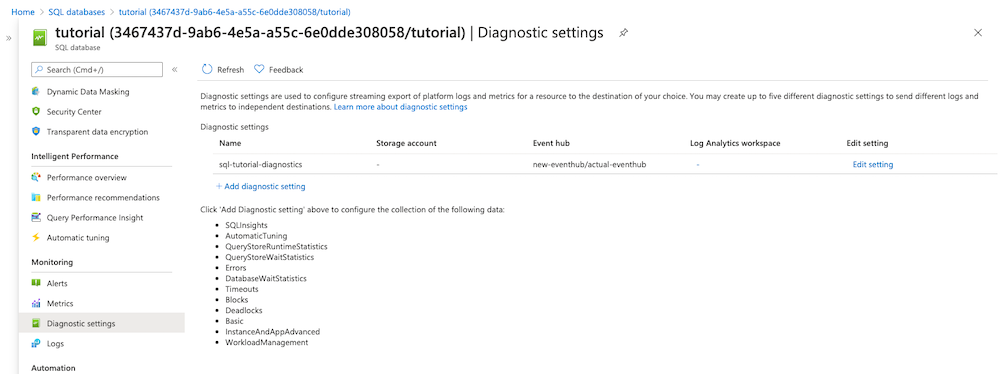 Home > SQL databases > tutorial (3467437d-9ab6-4e5a-a55c-6e0dde308058/tutorial)
»
tutorial (3467437d-9ab6-4e5a-a55c-6e0dde308058/tutorial) | Diagnostic settings
SQL database
Search (Cmd+/)
«
Dynamic Data Masking
Security Center
Transparent data encryption
Intelligent Performance
Performance overview
Performance recommendations
Query Performance Insight
Automatic tuning
Monitoring
Alerts
Metrics
Diagnostic settings
Logs
Automation
Refresh Feedback
Diagnostic settings are used to configure streaming export of platform logs and metrics for a resource to the destination of your choice. You may create up to five different diagnostic settings to send different logs and
metrics to independent destinations. Learn more about diagnostic settings
Diagnostic settings
Name Storage account Event hub Log Analytics workspace Edit setting
sql-tutorial-diagnostics - new-eventhub/actual-eventhub - Edit setting
+ Add diagnostic setting
Click 'Add Diagnostic setting' above to configure the collection of the following data:
• SQLInsights
• AutomaticTuning
• QueryStoreRuntimeStatistics
• QueryStoreWaitStatistics
• Errors
• DatabaseWaitStatistics
• Timeouts
• Blocks
• Deadlocks
• Basic
• InstanceAndAppAdvanced
• WorkloadManagement